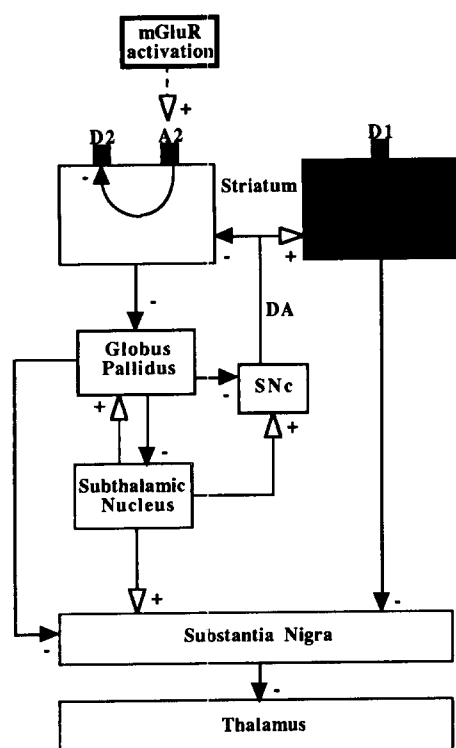 mGluR
activation
+
D2 A2 D1
-
Striatum
- +
-
DA
Globus
Pallidus
SNc
-
+
-
+
Subthalamic
Nucleus
+
-
Substantia Nigra
-
-
Thalamus